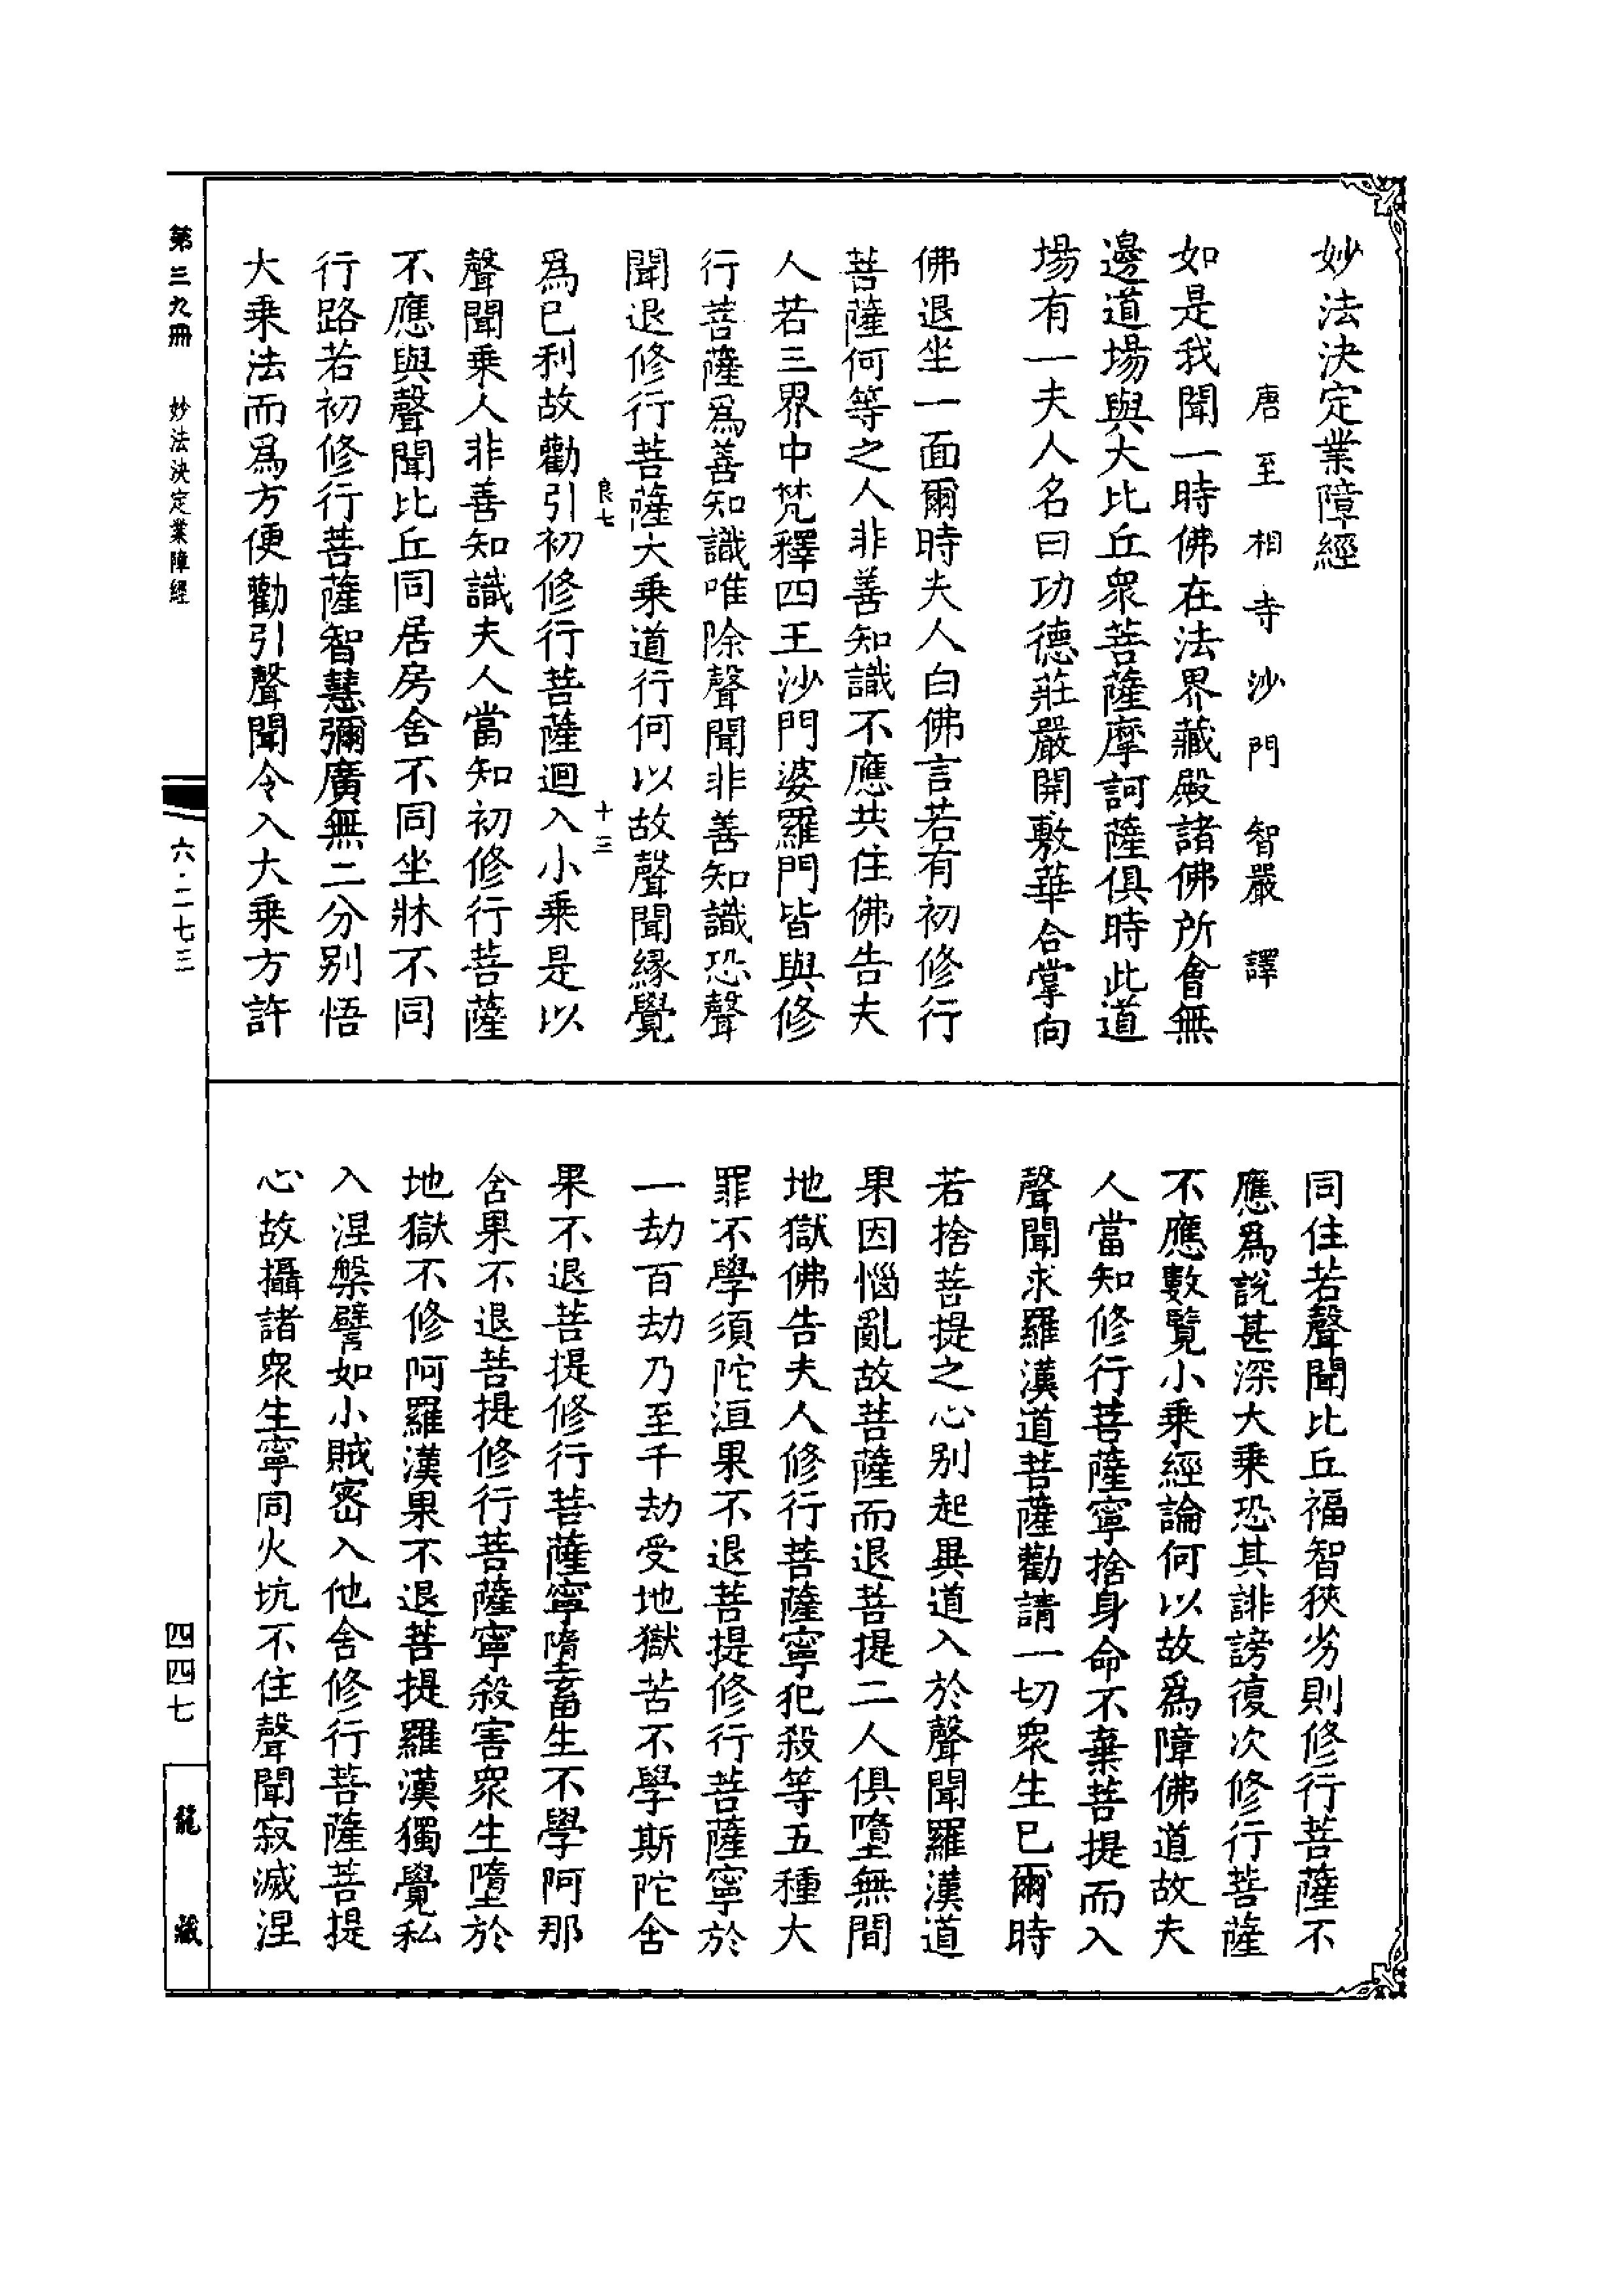 妙法決定業障經
唐至相寺沙門智嚴譯
如是我聞一時佛在法界藏殿諸佛所會無
邊道場與大比丘衆菩薩摩訶薩俱時此道
場有一夫人名曰功德莊嚴開敷華合掌向
佛退坐一面爾時夫人白佛言若有初修行
菩薩何等之人非善知識不應共住佛告夫
人若三界中梵釋四王沙門婆羅門皆與修
行菩薩爲善知識唯除聲聞非善知識恐聲
聞退修行菩薩大乘道行何以故聲聞緣覺
良七
十三
爲已利故勸引初修行菩薩迴入小乘是以
聲聞乘人非善知識夫人當知初修行菩薩
不應與聲聞比丘同居房舍不同坐牀不同
行路若初修行菩薩智慧彌廣無二分別悟
大乘法而爲方便勸引聲聞令入大乘方許
同住若聲聞比丘福智狹劣則修行菩薩不
應爲說甚深大乘恐其誹謗復次修行菩薩
不應數覽小乘經論何以故爲障佛道故夫
人當知修行菩薩寧捨身命不棄菩提而入
聲聞求羅漢道菩薩勸請一切衆生已爾時
若捨菩提之心別起異道入於聲聞羅漢道
果因惱亂故菩薩而退菩提二人俱墮無間
地獄佛告夫人修行菩薩寧犯殺等五種大
罪不學須陀洹果不退菩提修行菩薩寧於
一劫百劫乃至千劫受地獄苦不學斯陀含
果不退菩提修行菩薩寧墮畜生不學阿那
含果不退菩提修行菩薩寧殺害衆生墮於
地獄不修阿羅漢果不退菩提羅漢獨覺私
入涅槃譬如小賊密入他舍修行菩薩菩提
心故攝諸衆生寧同火坑不住聲聞寂滅涅
第三九冊
妙法決定業障經
六·二七三
四四七
龍藏